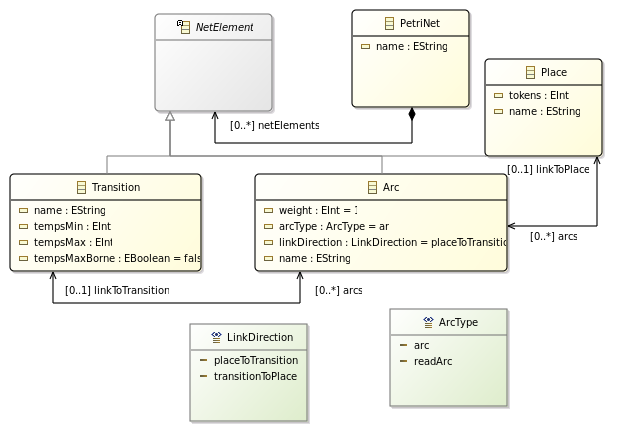 NetElement
PetriNet
name : EString
Place
tokens : EInt
name : EString
[0..*] netElements
[0..1] linkToPlace
Transition
name : EString
tempsMin : EInt
tempsMax : EInt
tempsMaxBorne : EBoolean = fals
Arc
weight : EInt = 1
arcType : ArcType = ar
linkDirection : LinkDirection = placeToTransitio
name : EString
[0..*] arcs
[0..1] linkToTransition
[0..*] arcs
LinkDirection
placeToTransition
transitionToPlace
ArcType
arc
readArc